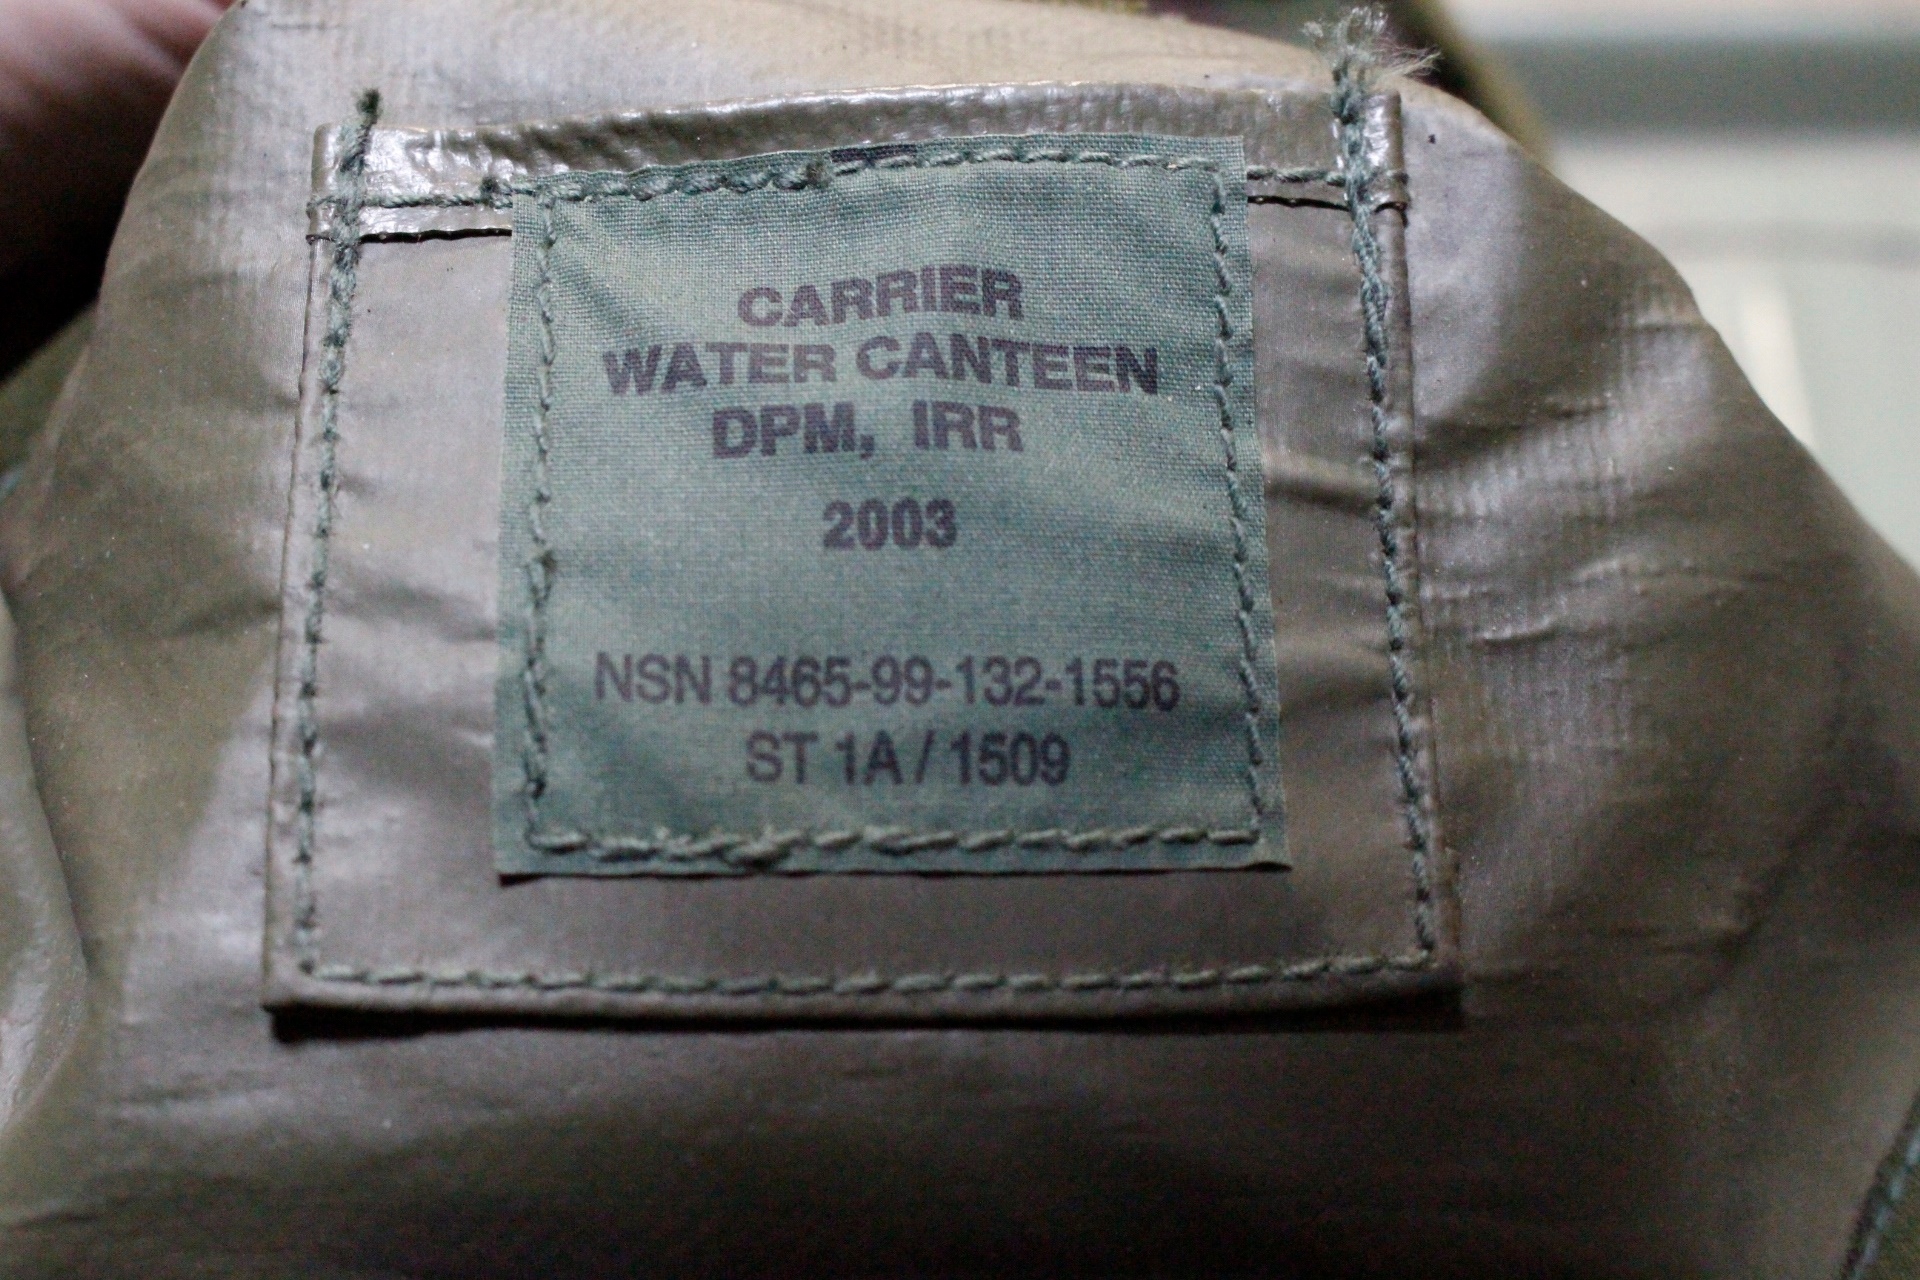 CARRIER
WATER CANTEEN
DPM, IRR
2003
NSN 8465-99-132-1556
ST 1A / 1509